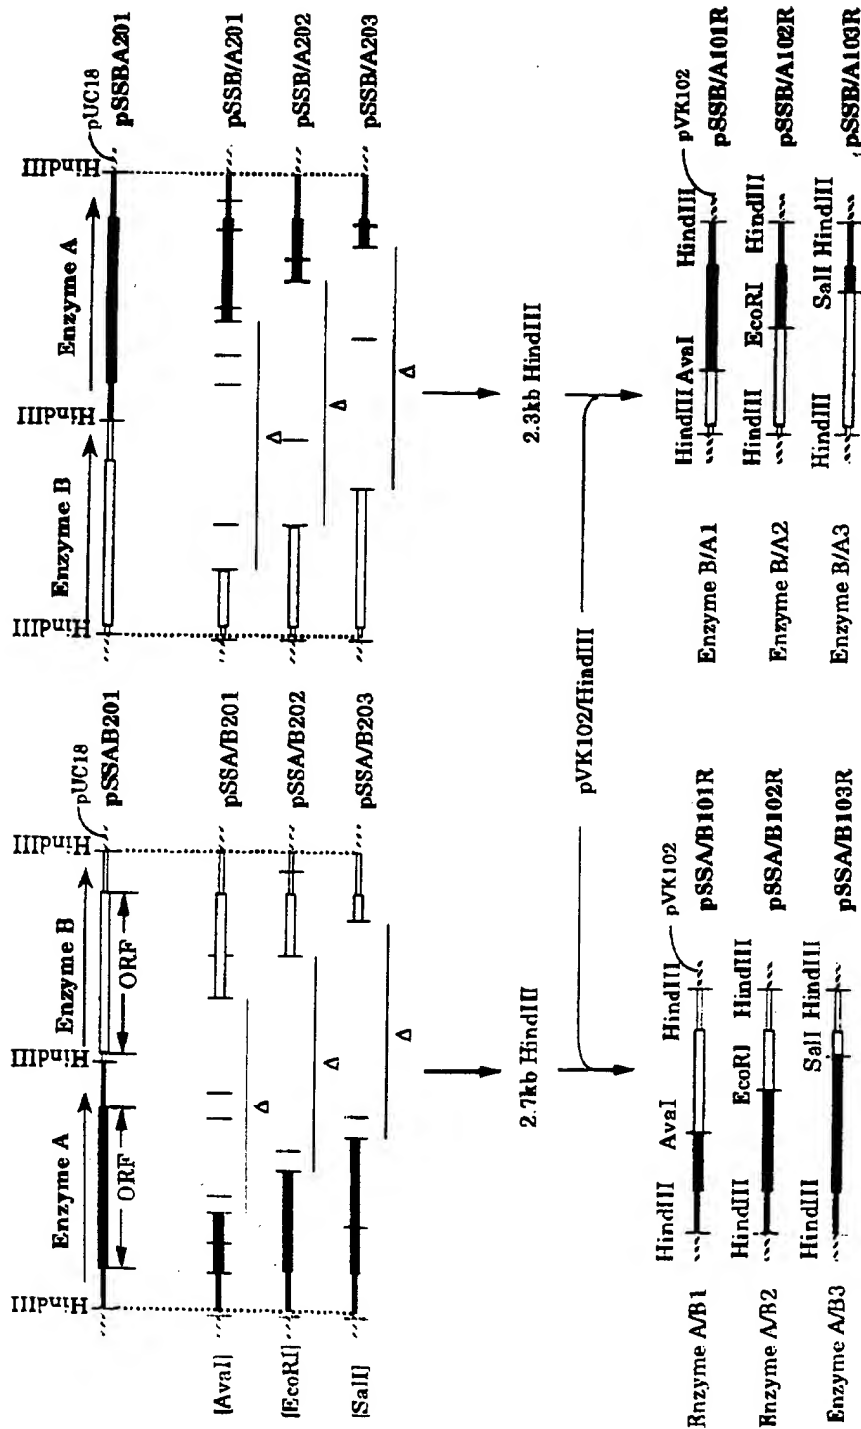 HindIII
Enzyme A
HindIII
Enzyme B
HindIII
pUC18
pSSAB201
ORF
ORF
HindIII
Enzyme B
HindIII
Enzyme A
HindIII
pUC18
pSSBA201
[AvaI]
pSSA/B201
Δ
pSSB/A201
Δ
[EcoRI]
pSSA/B202
Δ
pSSB/A202
Δ
[SalI]
pSSA/B203
Δ
pSSB/A203
Δ
2.7kb HindIII
2.3kb HindIII
pVK102/HindIII
HindIII AvaI HindIII pVK102
Enzyme A/B1 pSSA/B101R
HindIII EcoRI HindIII
Enzyme A/B2 pSSA/B102R
HindIII SalI HindIII
Enzyme A/B3 pSSA/B103R
HindIII AvaI HindIII pVK102
Enzyme B/A1 pSSB/A101R
HindIII EcoRI HindIII
Enzyme B/A2 pSSB/A102R
HindIII SalI HindIII
Enzyme B/A3 pSSB/A103R